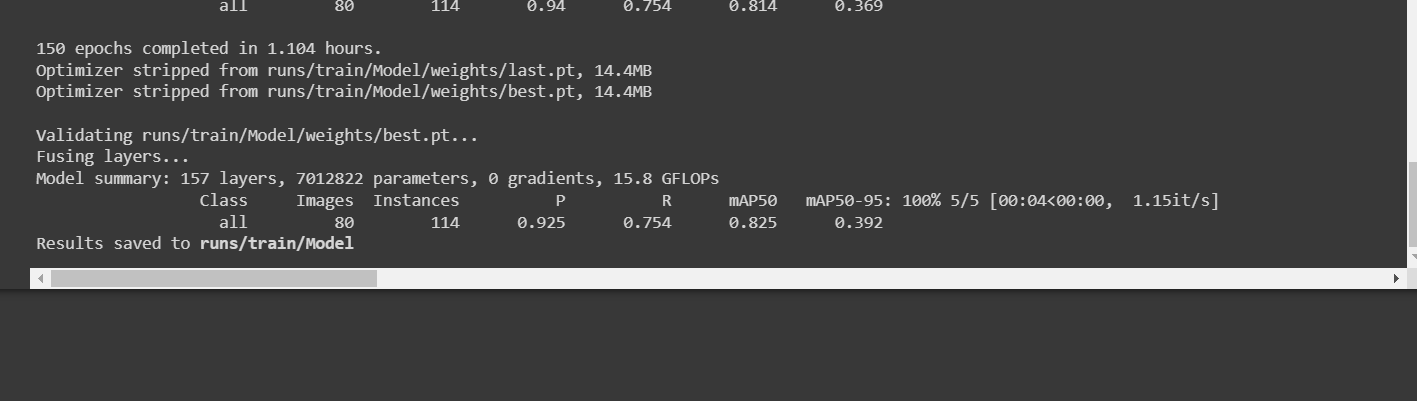 all 80 114 0.94 0.754 0.814 0.369
150 epochs completed in 1.104 hours.
Optimizer stripped from runs/train/Model/weights/last.pt, 14.4MB
Optimizer stripped from runs/train/Model/weights/best.pt, 14.4MB
Validating runs/train/Model/weights/best.pt...
Fusing layers...
Model summary: 157 layers, 7012822 parameters, 0 gradients, 15.8 GFLOPs
Class Images Instances P R mAP50 mAP50-95: 100% 5/5 [00:04<00:00, 1.15it/s]
all 80 114 0.925 0.754 0.825 0.392
Results saved to runs/train/Model